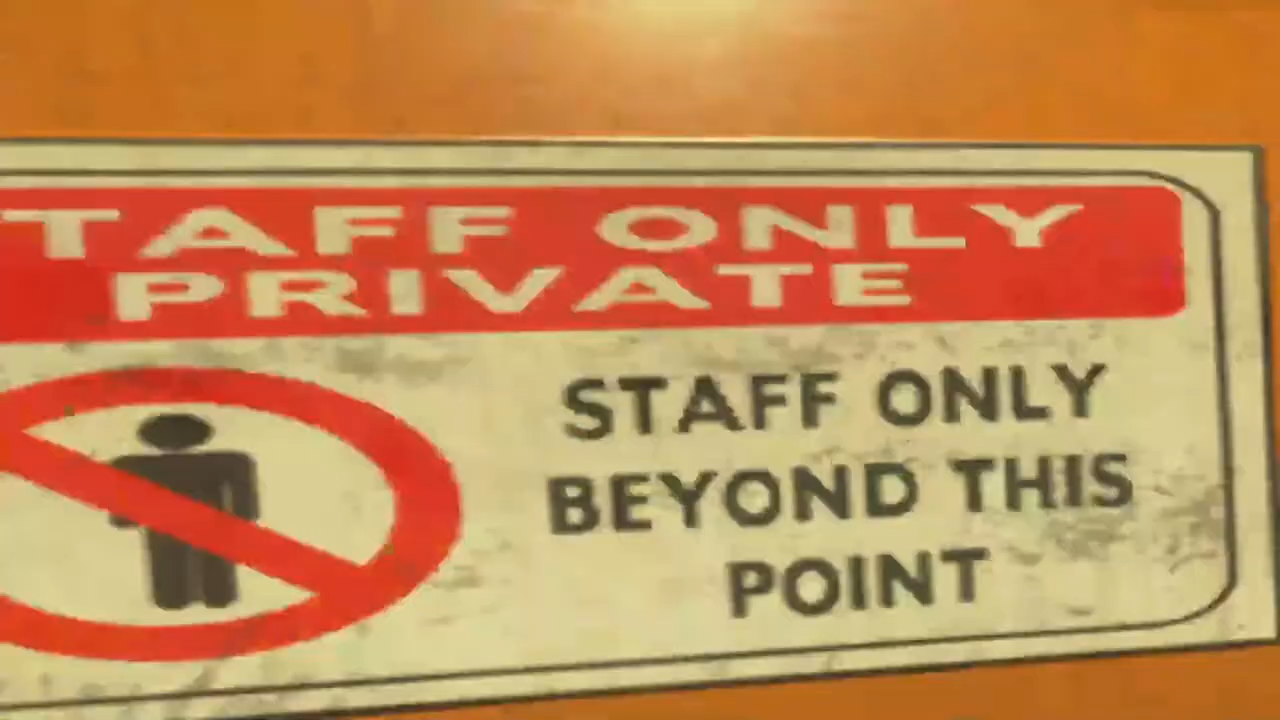 TAFF ONLY
PRIVATE
STAFF ONLY
BEYOND THIS
POINT